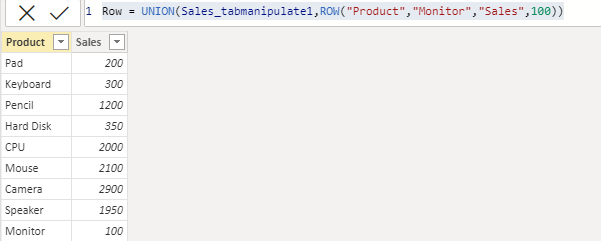 1 Row = UNION(Sales_tabmanipulate1,ROW("Product","Monitor","Sales",100))
Product Sales
Pad 200
Keyboard 300
Pencil 1200
Hard Disk 350
CPU 2000
Mouse 2100
Camera 2900
Speaker 1950
Monitor 100